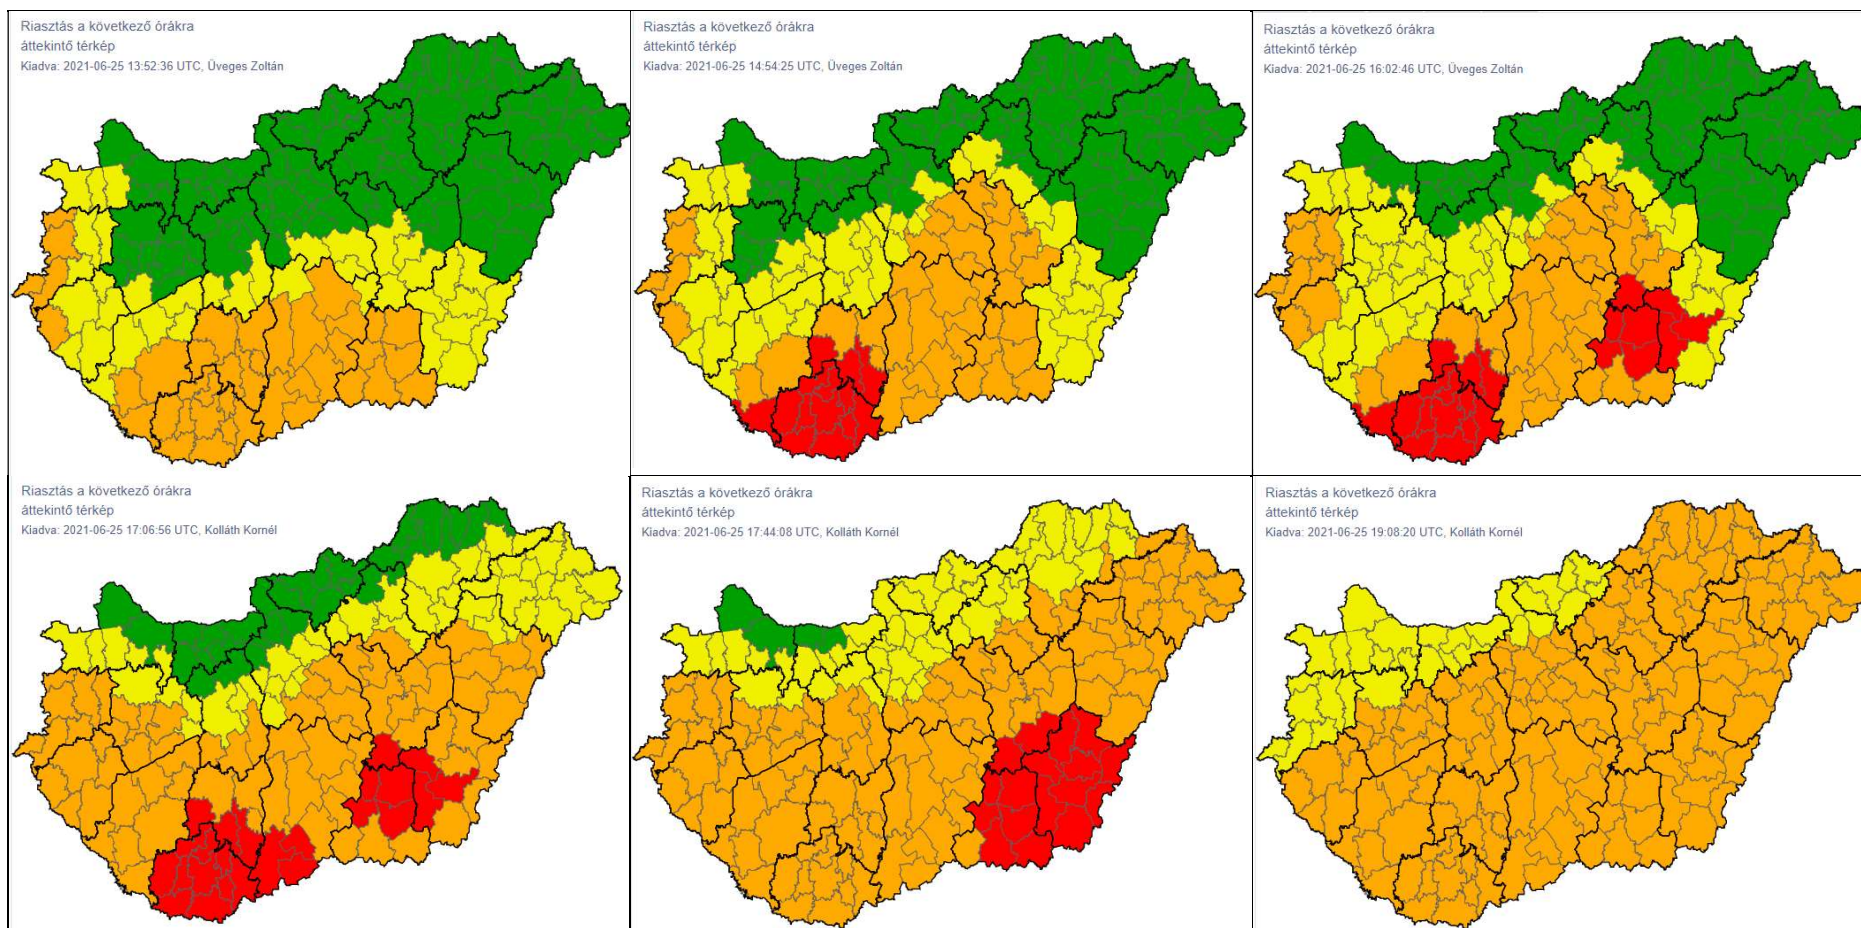 Riasztás a következő órákra
áttekintő térkép
Kiadva: 2021-06-25 13:52:36 UTC, Üveges Zoltán
Riasztás a következő órákra
áttekintő térkép
Kiadva: 2021-06-25 14:54:25 UTC, Üveges Zoltán
Riasztás a következő órákra
áttekintő térkép
Kiadva: 2021-06-25 16:02:46 UTC, Üveges Zoltán
Riasztás a következő órákra
áttekintő térkép
Kiadva: 2021-06-25 17:06:56 UTC, Kolláth Kornél
Riasztás a következő órákra
áttekintő térkép
Kiadva: 2021-06-25 17:44:08 UTC, Kolláth Kornél
Riasztás a következő órákra
áttekintő térkép
Kiadva: 2021-06-25 19:08:20 UTC, Kolláth Kornél